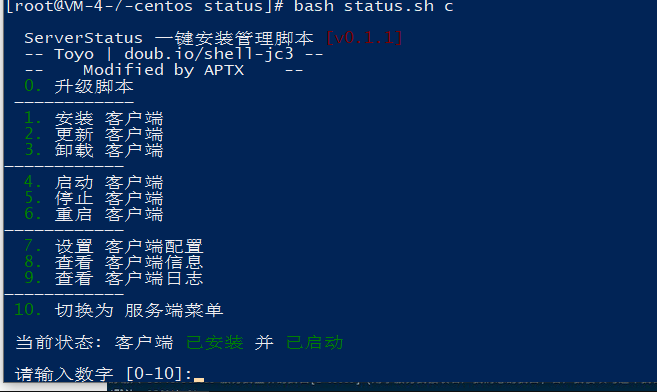 [root@VM-4-/-centos status]# bash status.sh c
ServerStatus 一键安装管理脚本 [v0.1.1]
-- Toyo | doub.io/shell-jc3 --
-- Modified by APTX --
0. 升级脚本
————————————
1. 安装 客户端
2. 更新 客户端
3. 卸载 客户端
————————————
4. 启动 客户端
5. 停止 客户端
6. 重启 客户端
————————————
7. 设置 客户端配置
8. 查看 客户端信息
9. 查看 客户端日志
————————————
10. 切换为 服务端菜单
当前状态: 客户端 已安装 并 已启动
请输入数字 [0-10]: